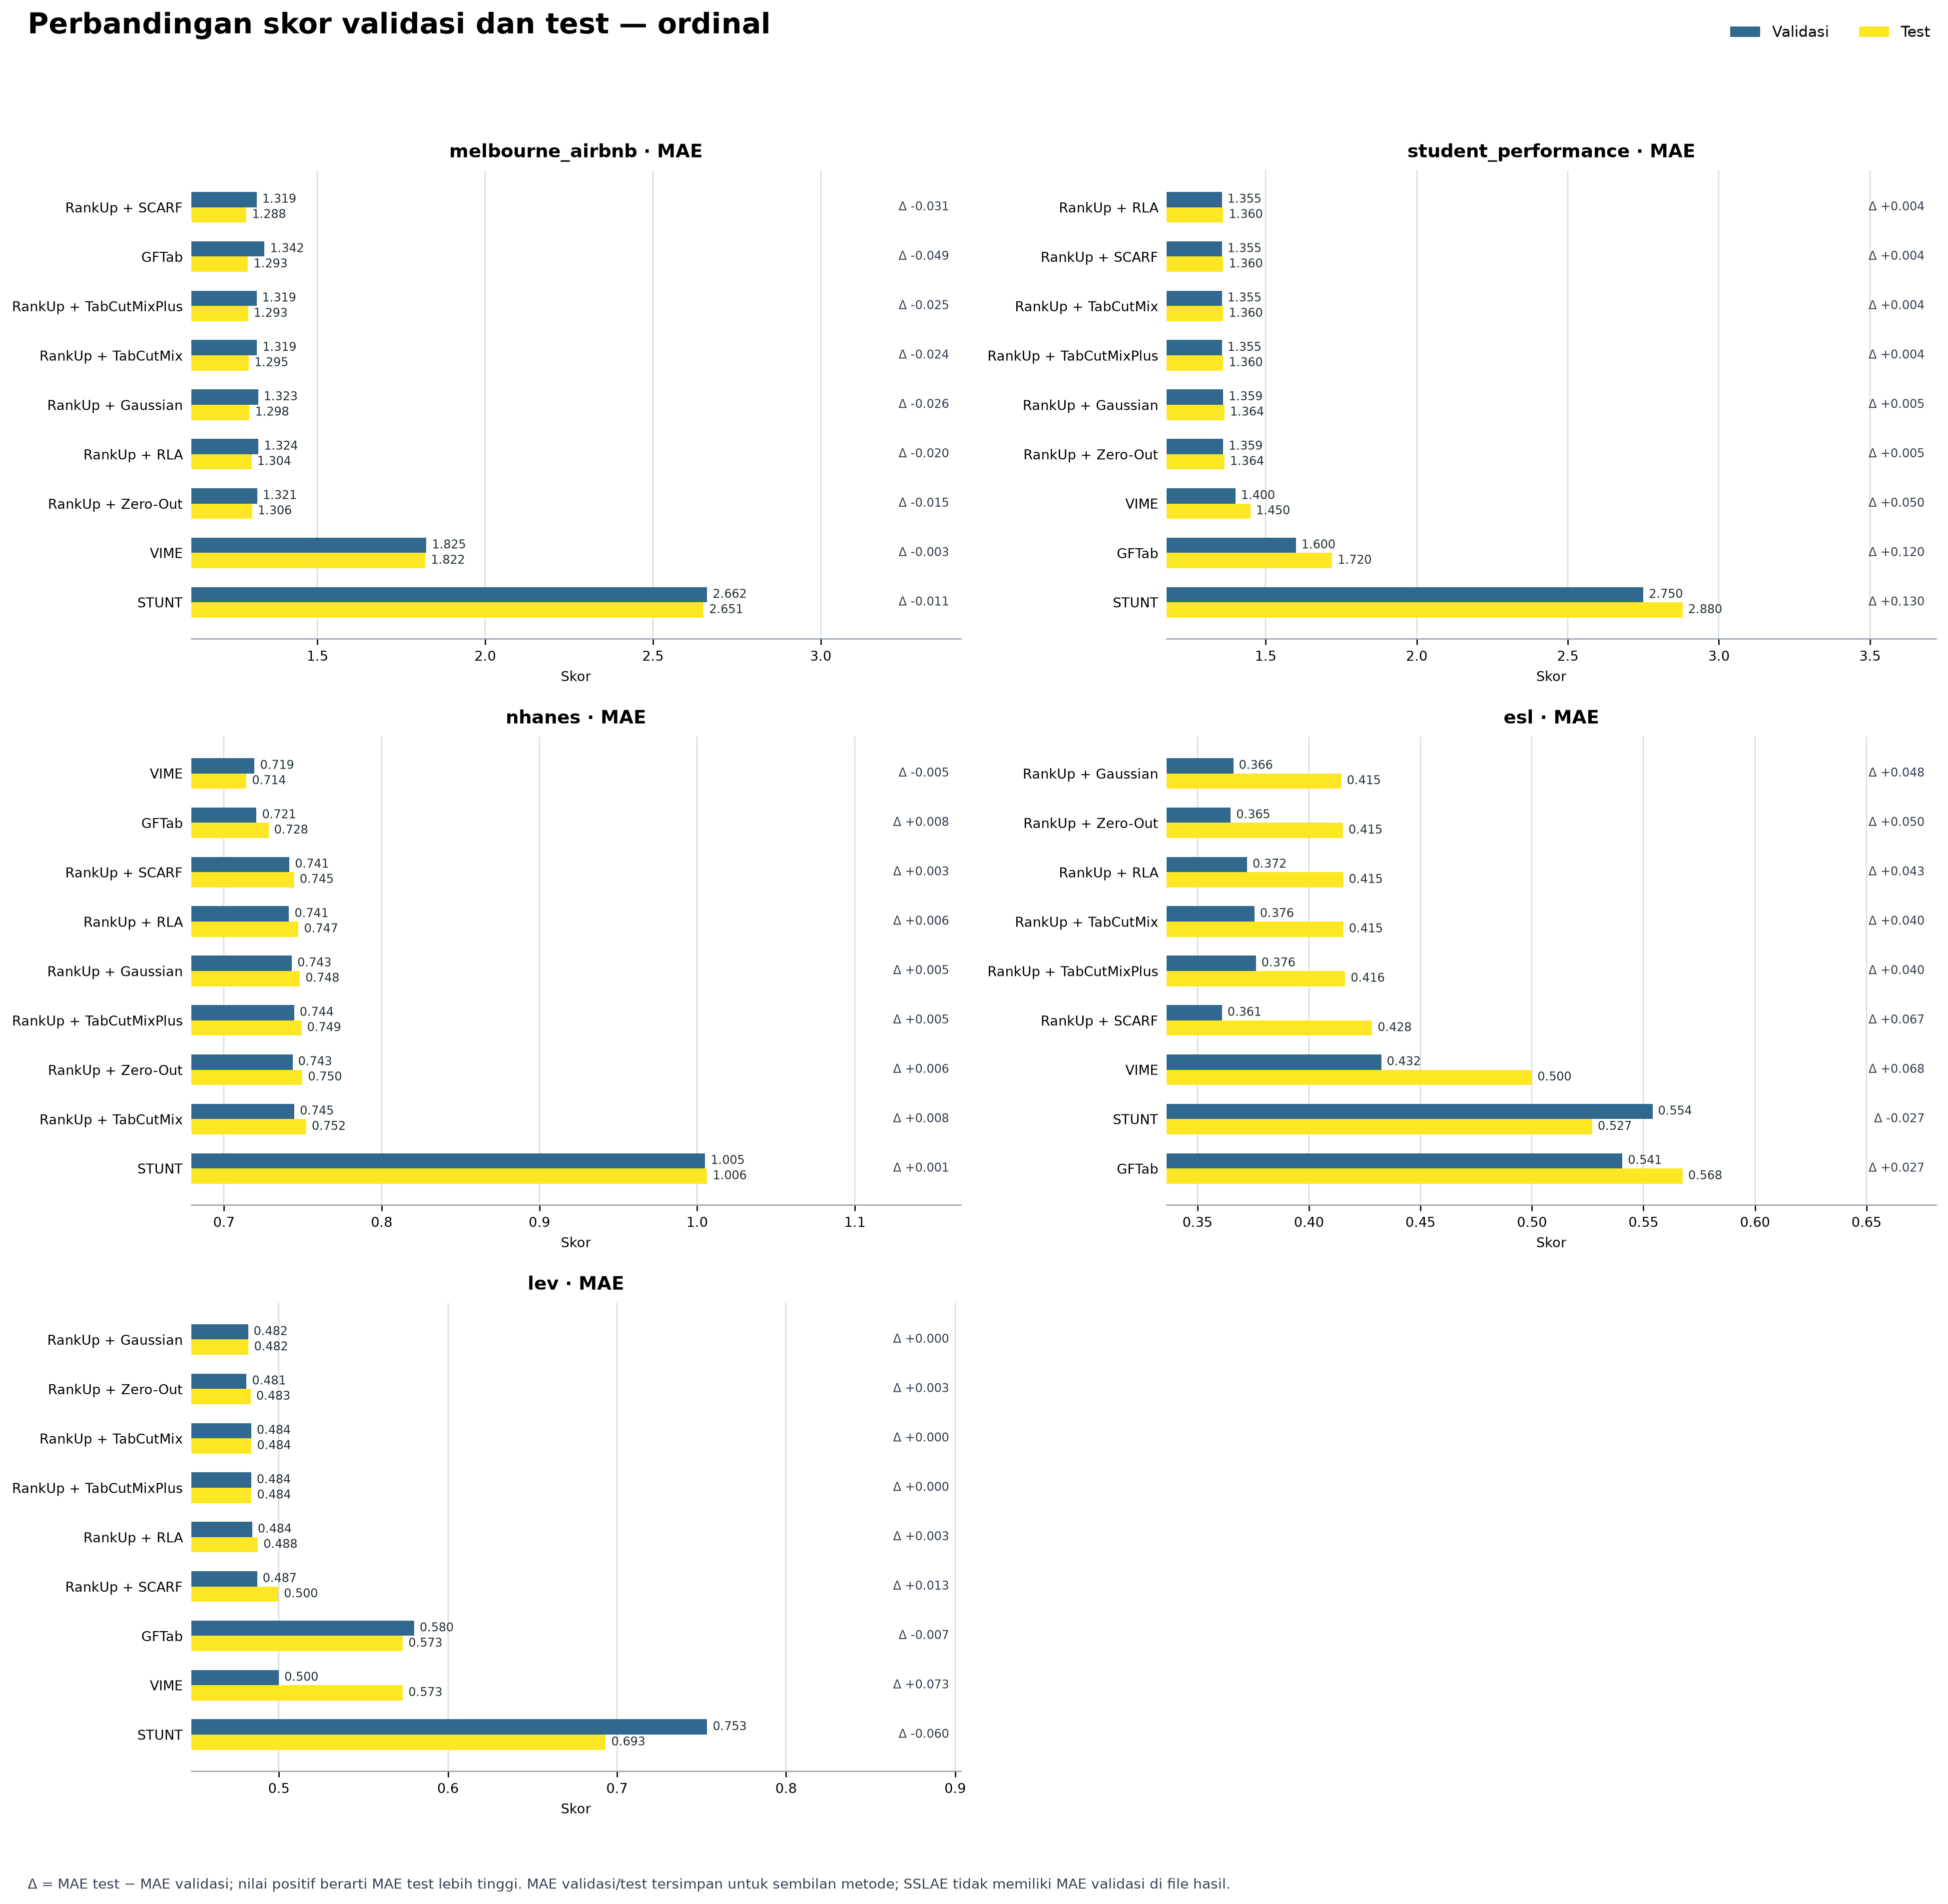 Perbandingan skor validasi dan test — ordinal
Validasi
Test
melbourne_airbnb · MAE
RankUp + SCARF 1.319 1.288 Δ -0.031
GFTab 1.342 1.293 Δ -0.049
RankUp + TabCutMixPlus 1.319 1.293 Δ -0.025
RankUp + TabCutMix 1.319 1.295 Δ -0.024
RankUp + Gaussian 1.323 1.298 Δ -0.026
RankUp + RLA 1.324 1.304 Δ -0.020
RankUp + Zero-Out 1.321 1.306 Δ -0.015
VIME 1.825 1.822 Δ -0.003
STUNT 2.662 2.651 Δ -0.011
1.5 2.0 2.5 3.0
Skor
student_performance · MAE
RankUp + RLA 1.355 1.360 Δ +0.004
RankUp + SCARF 1.355 1.360 Δ +0.004
RankUp + TabCutMix 1.355 1.360 Δ +0.004
RankUp + TabCutMixPlus 1.355 1.360 Δ +0.004
RankUp + Gaussian 1.359 1.364 Δ +0.005
RankUp + Zero-Out 1.359 1.364 Δ +0.005
VIME 1.400 1.450 Δ +0.050
GFTab 1.600 1.720 Δ +0.120
STUNT 2.750 2.880 Δ +0.130
1.5 2.0 2.5 3.0 3.5
Skor
nhanes · MAE
VIME 0.719 0.714 Δ -0.005
GFTab 0.721 0.728 Δ +0.008
RankUp + SCARF 0.741 0.745 Δ +0.003
RankUp + RLA 0.741 0.747 Δ +0.006
RankUp + Gaussian 0.743 0.748 Δ +0.005
RankUp + TabCutMixPlus 0.744 0.749 Δ +0.005
RankUp + Zero-Out 0.743 0.750 Δ +0.006
RankUp + TabCutMix 0.745 0.752 Δ +0.008
STUNT 1.005 1.006 Δ +0.001
0.7 0.8 0.9 1.0 1.1
Skor
esl · MAE
RankUp + Gaussian 0.366 0.415 Δ +0.048
RankUp + Zero-Out 0.365 0.415 Δ +0.050
RankUp + RLA 0.372 0.415 Δ +0.043
RankUp + TabCutMix 0.376 0.415 Δ +0.040
RankUp + TabCutMixPlus 0.376 0.416 Δ +0.040
RankUp + SCARF 0.361 0.428 Δ +0.067
VIME 0.432 0.500 Δ +0.068
STUNT 0.554 0.527 Δ -0.027
GFTab 0.541 0.568 Δ +0.027
0.35 0.40 0.45 0.50 0.55 0.60 0.65
Skor
lev · MAE
RankUp + Gaussian 0.482 0.482 Δ +0.000
RankUp + Zero-Out 0.481 0.483 Δ +0.003
RankUp + TabCutMix 0.484 0.484 Δ +0.000
RankUp + TabCutMixPlus 0.484 0.484 Δ +0.000
RankUp + RLA 0.484 0.488 Δ +0.003
RankUp + SCARF 0.487 0.500 Δ +0.013
GFTab 0.580 0.573 Δ -0.007
VIME 0.500 0.573 Δ +0.073
STUNT 0.753 0.693 Δ -0.060
0.5 0.6 0.7 0.8 0.9
Skor
Δ = MAE test − MAE validasi; nilai positif berarti MAE test lebih tinggi. MAE validasi/test tersimpan untuk sembilan metode; SSLAE tidak memiliki MAE validasi di file hasil.